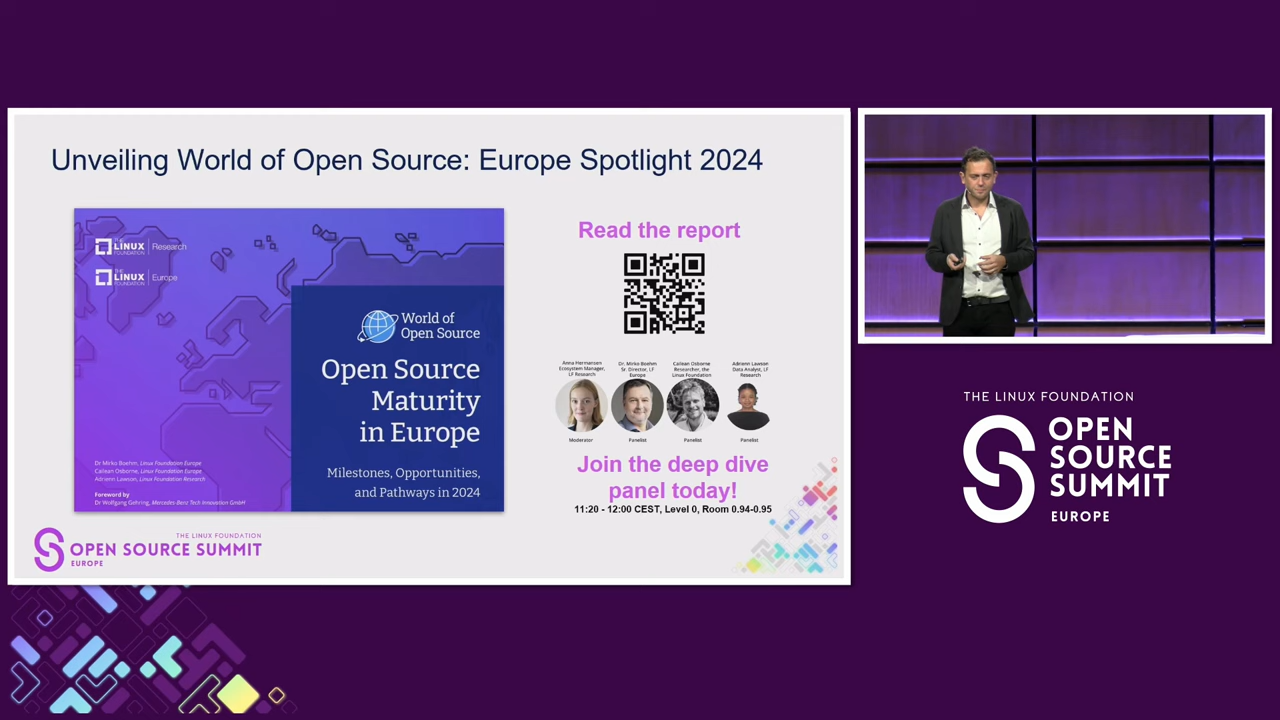 Unveiling World of Open Source: Europe Spotlight 2024
THE LINUX FOUNDATION | Research
THE LINUX FOUNDATION | Europe
World of
Open Source
Open Source
Maturity
in Europe
Milestones, Opportunities,
and Pathways in 2024
Dr Mirko Boehm, Linux Foundation Europe
Cailean Osborne, Linux Foundation Europe
Adrienn Lawson, Linux Foundation Research
Foreword by
Dr Wolfgang Gehring, Mercedes-Benz Tech Innovation GmbH
Read the report
Anna Hermansen
Ecosystem Manager,
LF Research
Moderator
Dr. Mirko Boehm
Sr. Director, LF
Europe
Panelist
Cailean Osborne
Researcher, the
Linux Foundation
Panelist
Adrienn Lawson
Data Analyst, LF
Research
Panelist
Join the deep dive
panel today!
11:20 - 12:00 CEST, Level 0, Room 0.94-0.95
THE LINUX FOUNDATION
OPEN SOURCE SUMMIT
EUROPE
THE LINUX FOUNDATION
OPEN
SOURCE
SUMMIT
EUROPE